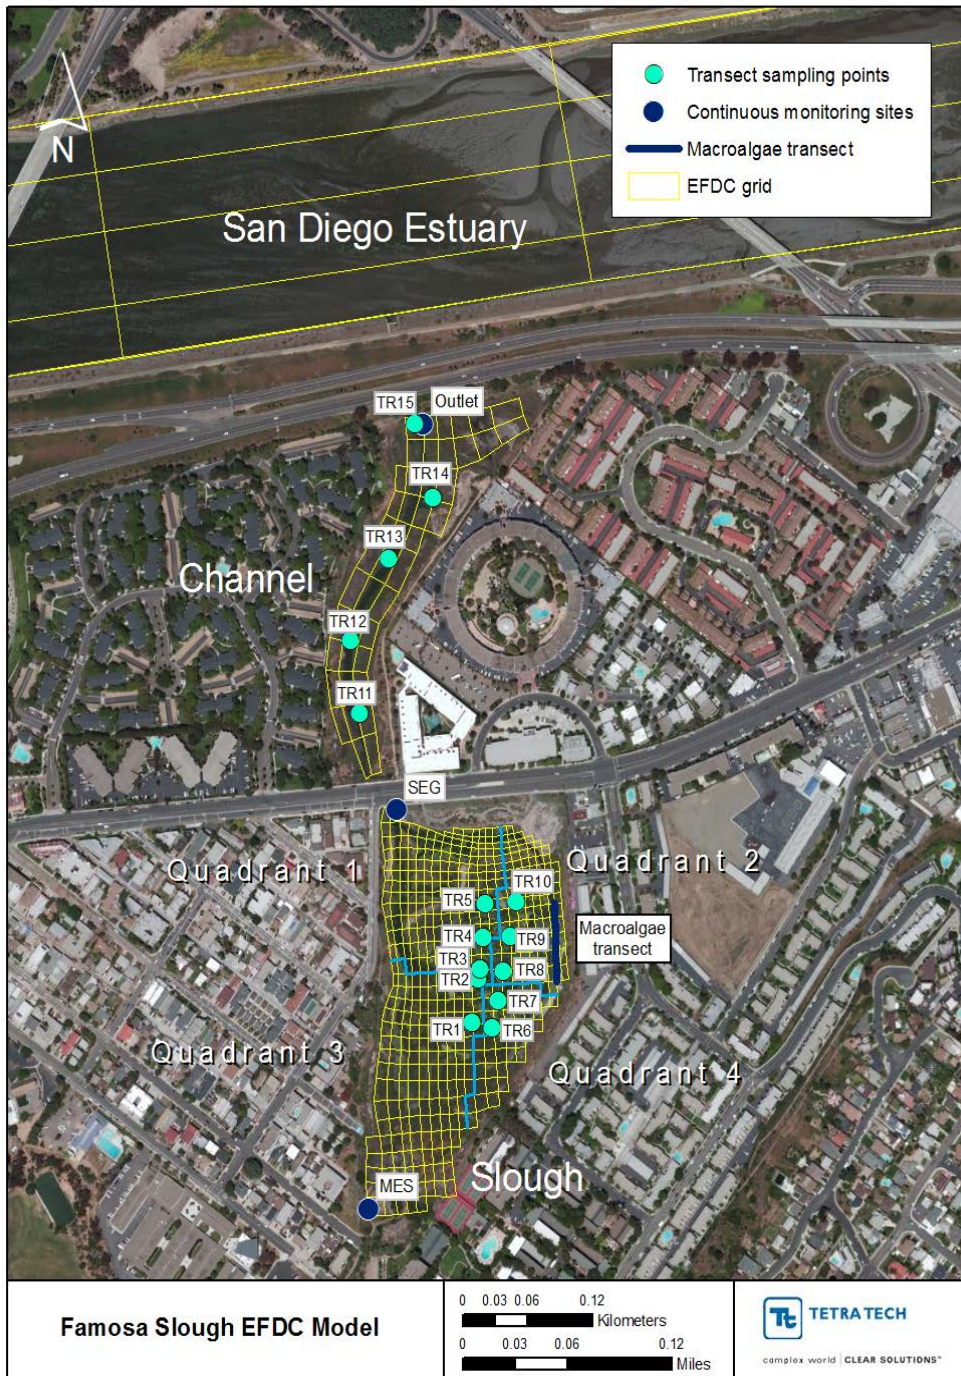 Transect sampling points
Continuous monitoring sites
Macroalgae transect
EFDC grid
N
San Diego Estuary
TR15
Outlet
TR14
TR13
Channel
TR12
TR11
SEG
Quadrant 1
Quadrant 2
TR10
TR5
TR4
TR9
Macroalgae
transect
TR3
TR8
TR2
TR7
TR1
TR6
Quadrant 3
Quadrant 4
Slough
MES
Famosa Slough EFDC Model
0 0.03 0.06 0.12
Kilometers
0 0.03 0.06 0.12
Miles
Tt TETRA TECH
complex world | CLEAR SOLUTIONS™